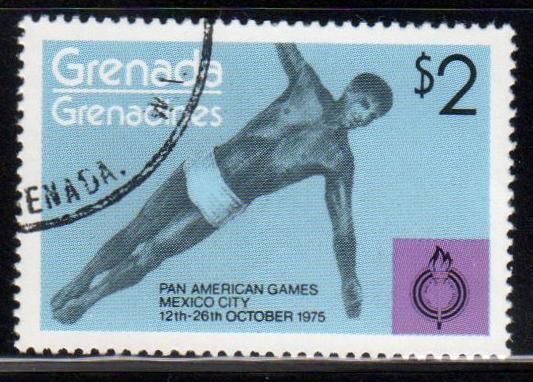 Grenada
Grenadines
$2
W.I.
ENADA.
PAN AMERICAN GAMES
MEXICO CITY
12th-26th OCTOBER 1975